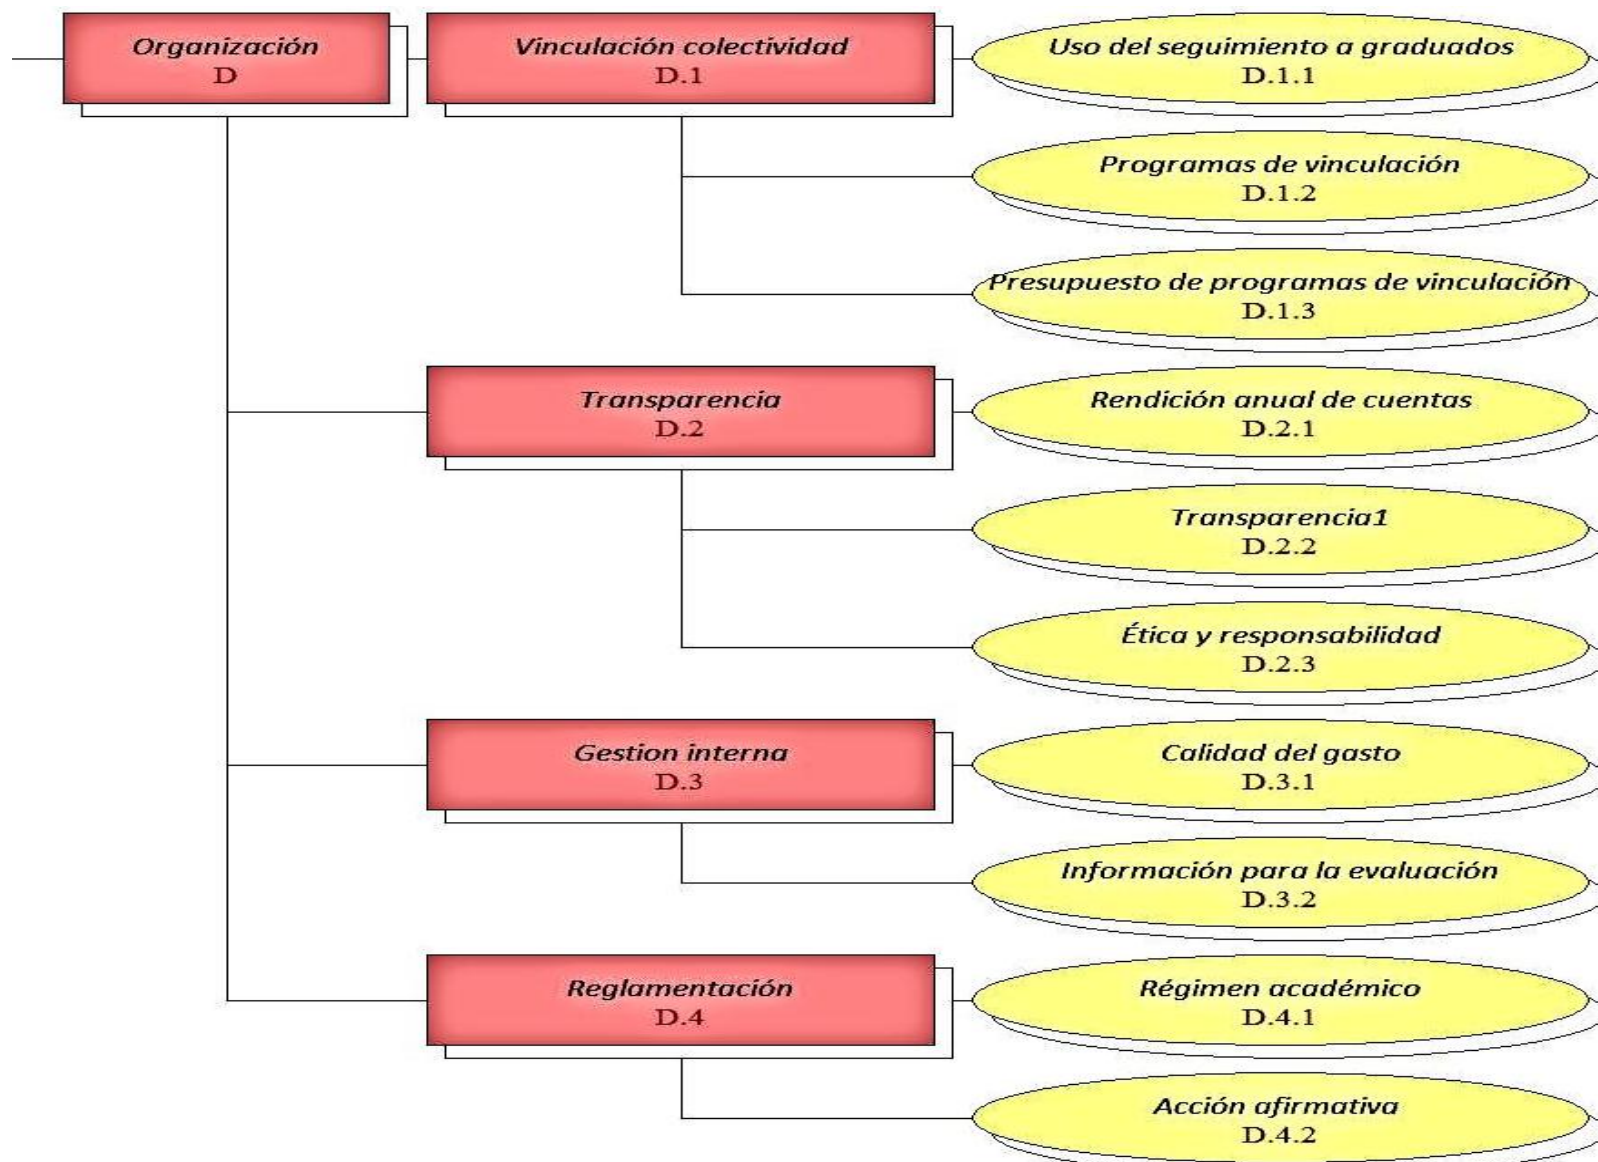 Organización
D
Vinculación colectividad
D.1
Uso del seguimiento a graduados
D.1.1
Programas de vinculación
D.1.2
Presupuesto de programas de vinculación
D.1.3
Transparencia
D.2
Rendición anual de cuentas
D.2.1
Transparencia1
D.2.2
Ética y responsabilidad
D.2.3
Gestion interna
D.3
Calidad del gasto
D.3.1
Información para la evaluación
D.3.2
Reglamentación
D.4
Régimen académico
D.4.1
Acción afirmativa
D.4.2